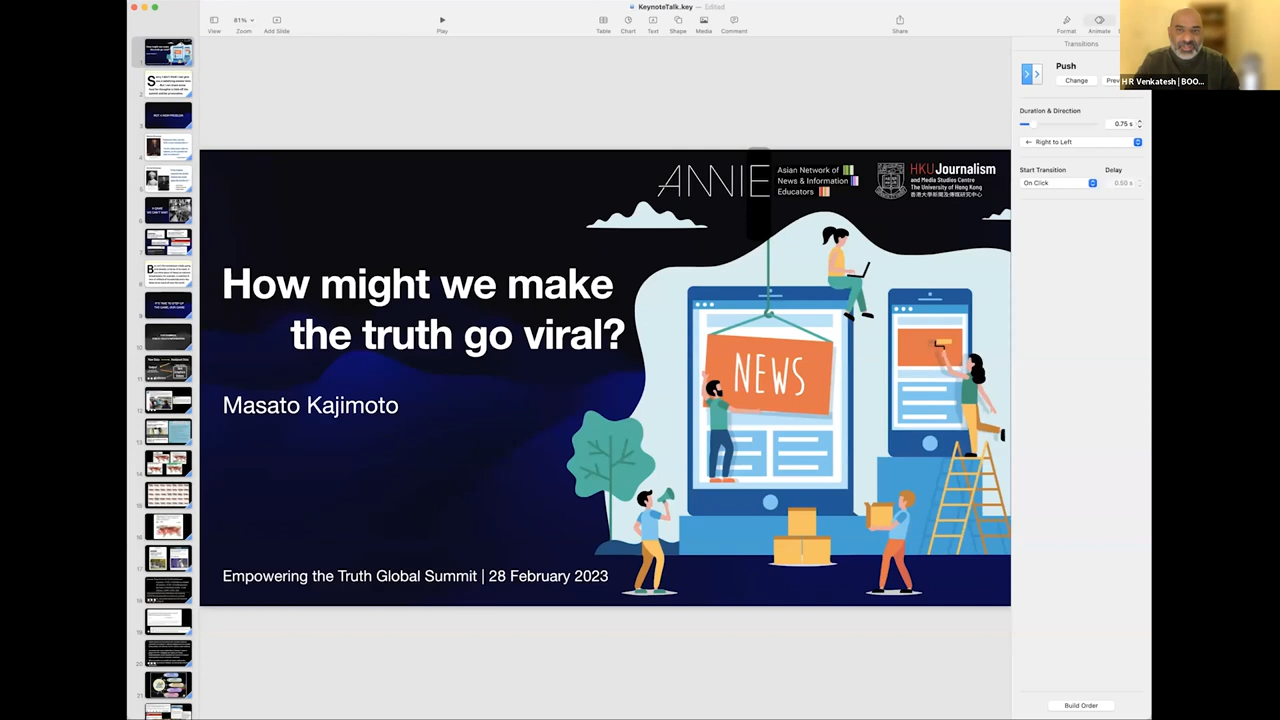 KeynoteTalk.key — Edited
81%
View
Zoom
Add Slide
Play
Table
Chart
Text
Shape
Media
Comment
Share
Format
Animate
Transitions
Push
Change
H R Venkatesh | BOO...
Duration & Direction
0.75 s
Right to Left
Start Transition
Delay
On Click
0.50 s
ANNIE
Asian Network of
News & Information
Educators
HKUJournalism
and Media Studies Centre
The University of Hong Kong
香港大學新聞及傳媒研究中心
How might we make
the truth go viral?
Masato Kajimoto
NEWS
Empowering the Truth Global Summit | 28 February 202
Build Order